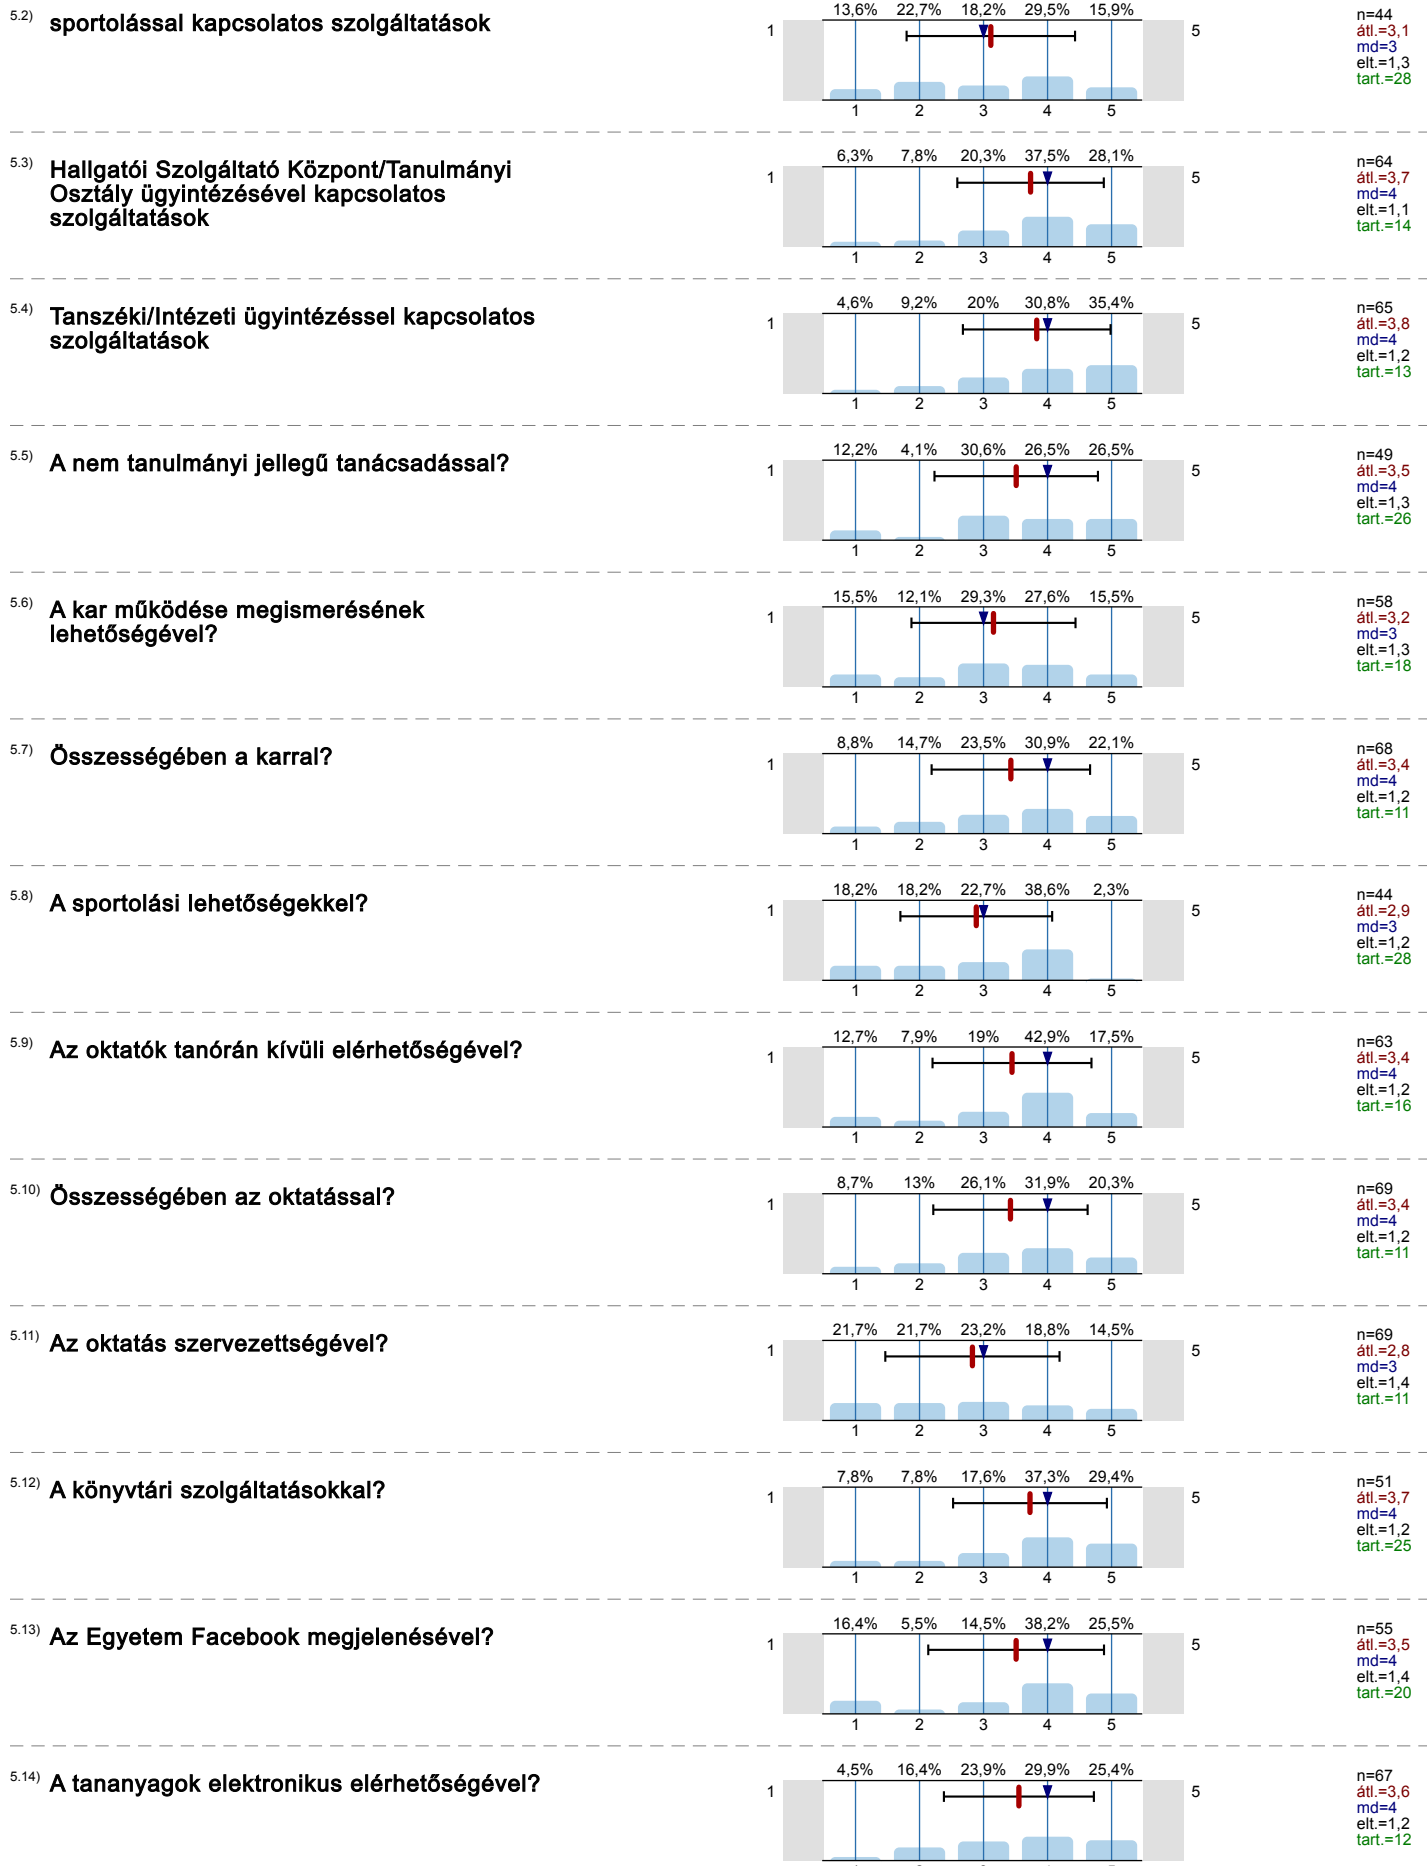 5.2) sportolással kapcsolatos szolgáltatások
13,6% 22,7% 18,2% 29,5% 15,9%
1 5
1 2 3 4 5
n=44
átl.=3,1
md=3
elt.=1,3
tart.=28
5.3) Hallgatói Szolgáltató Központ/Tanulmányi
Osztály ügyintézésével kapcsolatos
szolgáltatások
6,3% 7,8% 20,3% 37,5% 28,1%
1 5
1 2 3 4 5
n=64
átl.=3,7
md=4
elt.=1,1
tart.=14
5.4) Tanszéki/Intézeti ügyintézéssel kapcsolatos
szolgáltatások
4,6% 9,2% 20% 30,8% 35,4%
1 5
1 2 3 4 5
n=65
átl.=3,8
md=4
elt.=1,2
tart.=13
5.5) A nem tanulmányi jellegű tanácsadással?
12,2% 4,1% 30,6% 26,5% 26,5%
1 5
1 2 3 4 5
n=49
átl.=3,5
md=4
elt.=1,3
tart.=26
5.6) A kar működése megismerésének
lehetőségével?
15,5% 12,1% 29,3% 27,6% 15,5%
1 5
1 2 3 4 5
n=58
átl.=3,2
md=3
elt.=1,3
tart.=18
5.7) Összességében a karral?
8,8% 14,7% 23,5% 30,9% 22,1%
1 5
1 2 3 4 5
n=68
átl.=3,4
md=4
elt.=1,2
tart.=11
5.8) A sportolási lehetőségekkel?
18,2% 18,2% 22,7% 38,6% 2,3%
1 5
1 2 3 4 5
n=44
átl.=2,9
md=3
elt.=1,2
tart.=28
5.9) Az oktatók tanórán kívüli elérhetőségével?
12,7% 7,9% 19% 42,9% 17,5%
1 5
1 2 3 4 5
n=63
átl.=3,4
md=4
elt.=1,2
tart.=16
5.10) Összességében az oktatással?
8,7% 13% 26,1% 31,9% 20,3%
1 5
1 2 3 4 5
n=69
átl.=3,4
md=4
elt.=1,2
tart.=11
5.11) Az oktatás szervezettségével?
21,7% 21,7% 23,2% 18,8% 14,5%
1 5
1 2 3 4 5
n=69
átl.=2,8
md=3
elt.=1,4
tart.=11
5.12) A könyvtári szolgáltatásokkal?
7,8% 7,8% 17,6% 37,3% 29,4%
1 5
1 2 3 4 5
n=51
átl.=3,7
md=4
elt.=1,2
tart.=25
5.13) Az Egyetem Facebook megjelenésével?
16,4% 5,5% 14,5% 38,2% 25,5%
1 5
1 2 3 4 5
n=55
átl.=3,5
md=4
elt.=1,4
tart.=20
5.14) A tananyagok elektronikus elérhetőségével?
4,5% 16,4% 23,9% 29,9% 25,4%
1 5
n=67
átl.=3,6
md=4
elt.=1,2
tart.=12